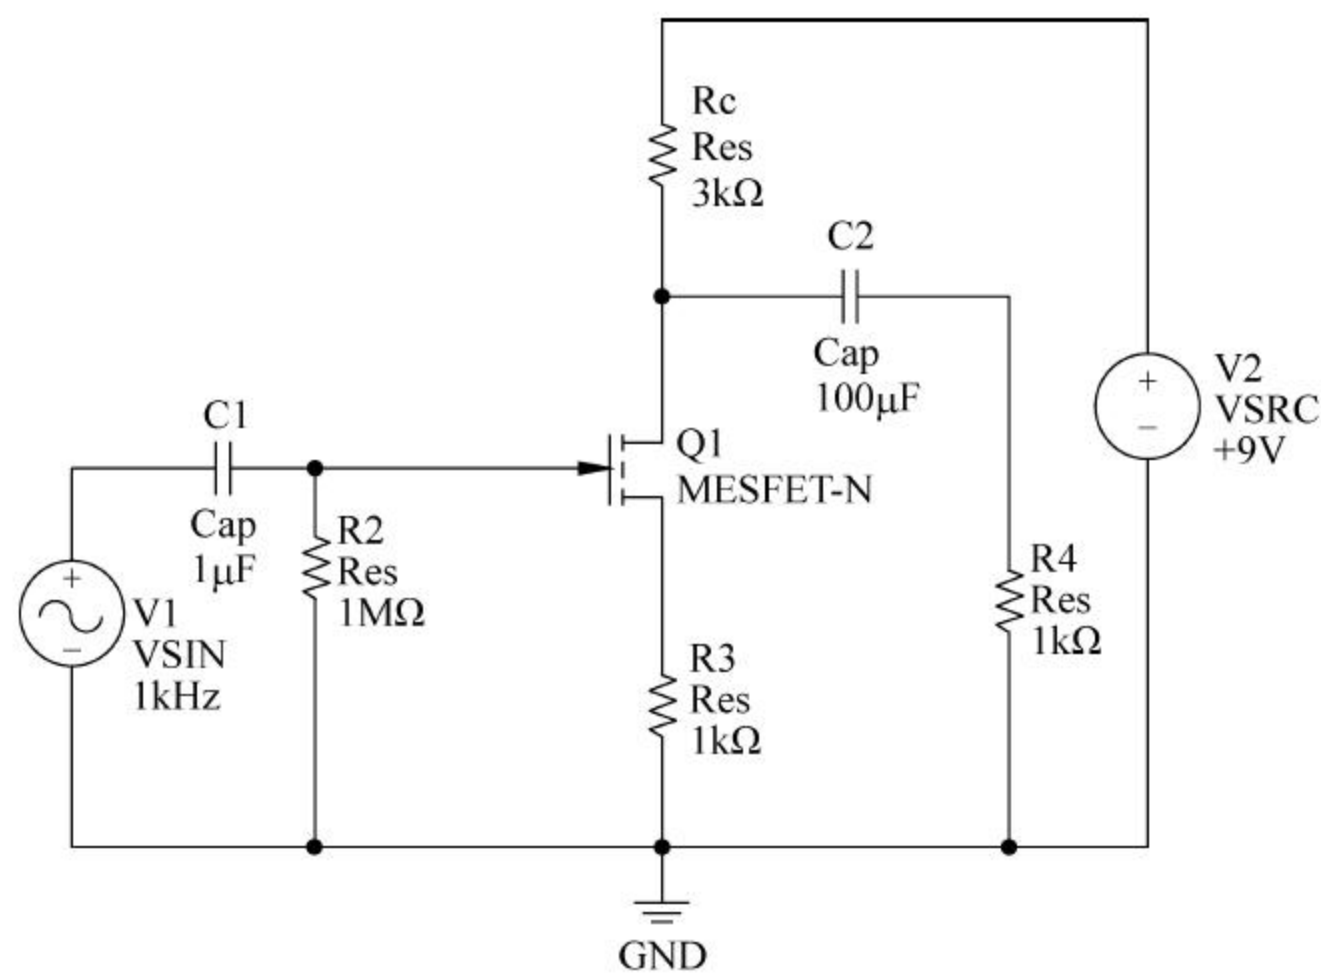 Rc
Res
3kΩ
C2
Cap
100μF
V2
VSRC
+9V
C1
Cap
1μF
Q1
MESFET-N
R2
Res
1MΩ
V1
VSIN
1kHz
R4
Res
1kΩ
R3
Res
1kΩ
GND